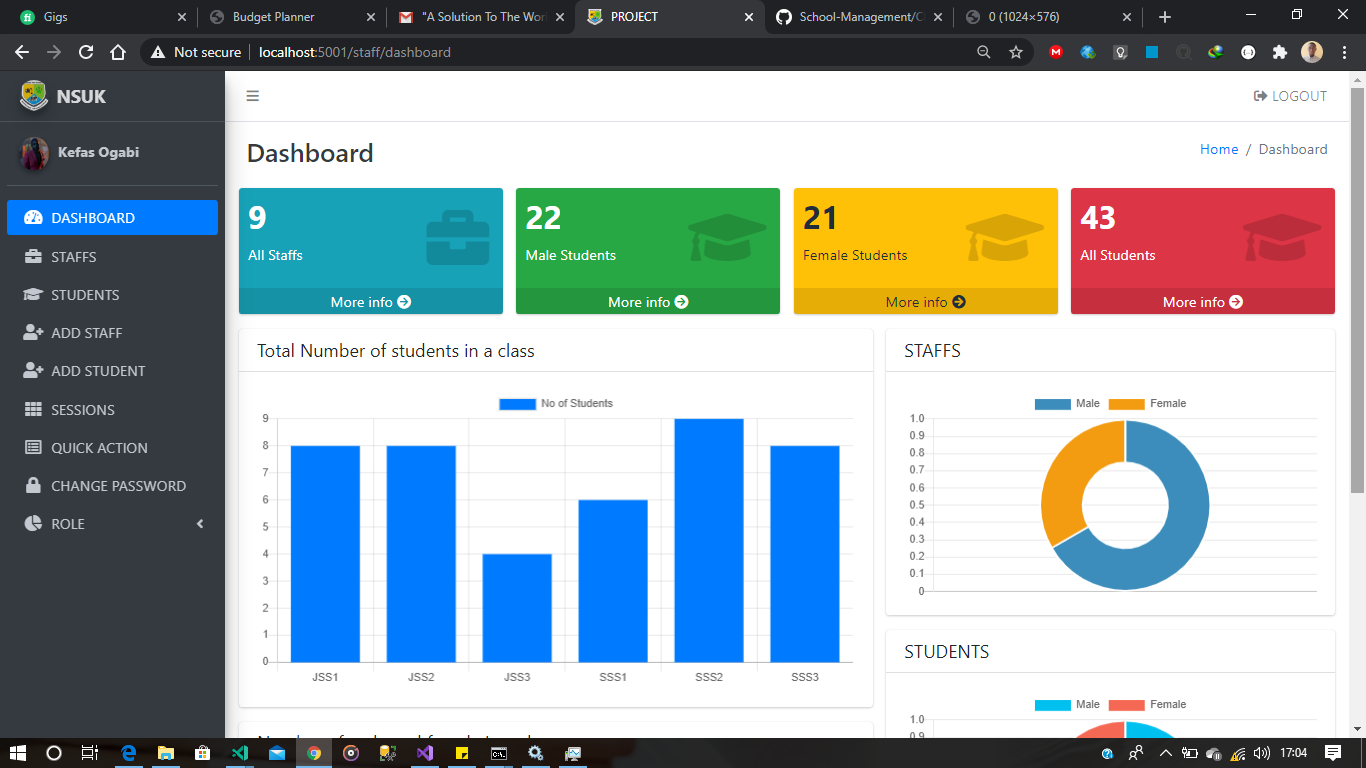 Gigs
Budget Planner
"A Solution To The Wor
PROJECT
School-Management/C
0 (1024×576)
Not secure
localhost:5001/staff/dashboard
NSUK
LOGOUT
Kefas Ogabi
Dashboard
Home / Dashboard
DASHBOARD
STAFFS
STUDENTS
ADD STAFF
ADD STUDENT
SESSIONS
QUICK ACTION
CHANGE PASSWORD
ROLE
9
All Staffs
More info
22
Male Students
More info
21
Female Students
More info
43
All Students
More info
Total Number of students in a class
No of Students
9
8
7
6
5
4
3
2
1
0
JSS1 JSS2 JSS3 SSS1 SSS2 SSS3
STAFFS
Male Female
1.0
0.9
0.8
0.7
0.6
0.5
0.4
0.3
0.2
0.1
0
STUDENTS
Male Female
1.0
0.9
17:04